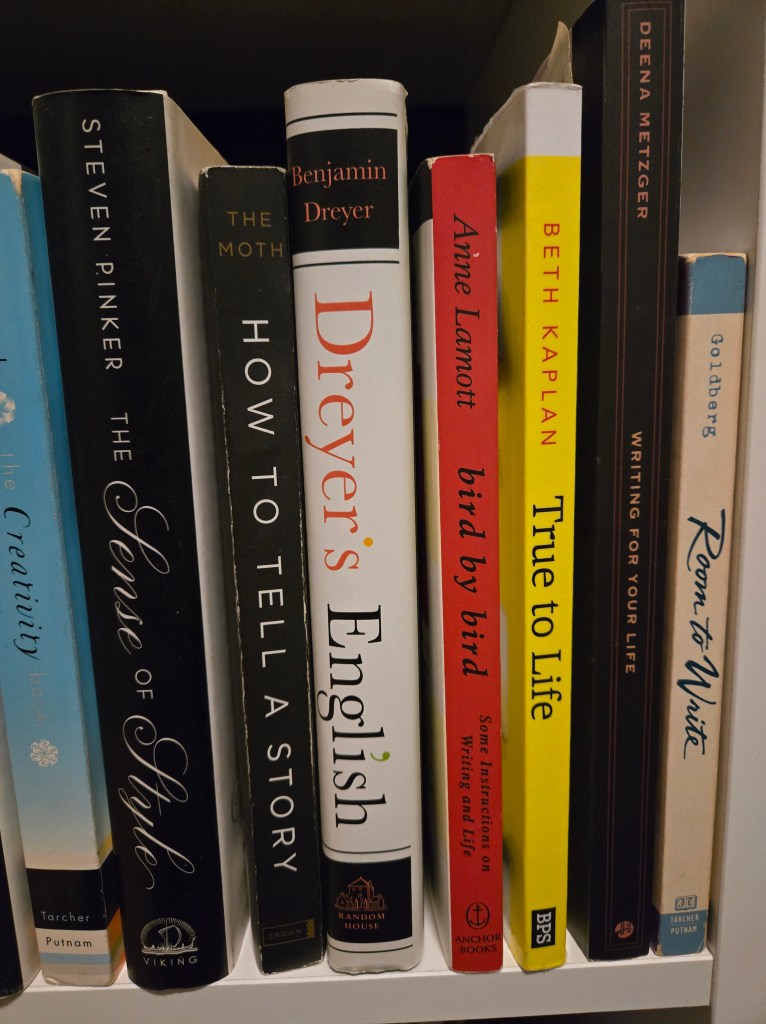 the Creativity book
Tarcher
Putnam
STEVEN PINKER THE Sense OF Style
VIKING
THE
MOTH
HOW TO TELL A STORY
CROWN
Benjamin
Dreyer
Dreyer's English
RANDOM
HOUSE
Anne Lamott bird by bird
Some Instructions on
Writing and Life
ANCHOR
BOOKS
BETH KAPLAN True to Life
BPS
DEENA METZGER WRITING FOR YOUR LIFE
Goldberg Room to Write
TARCHER
PUTNAM